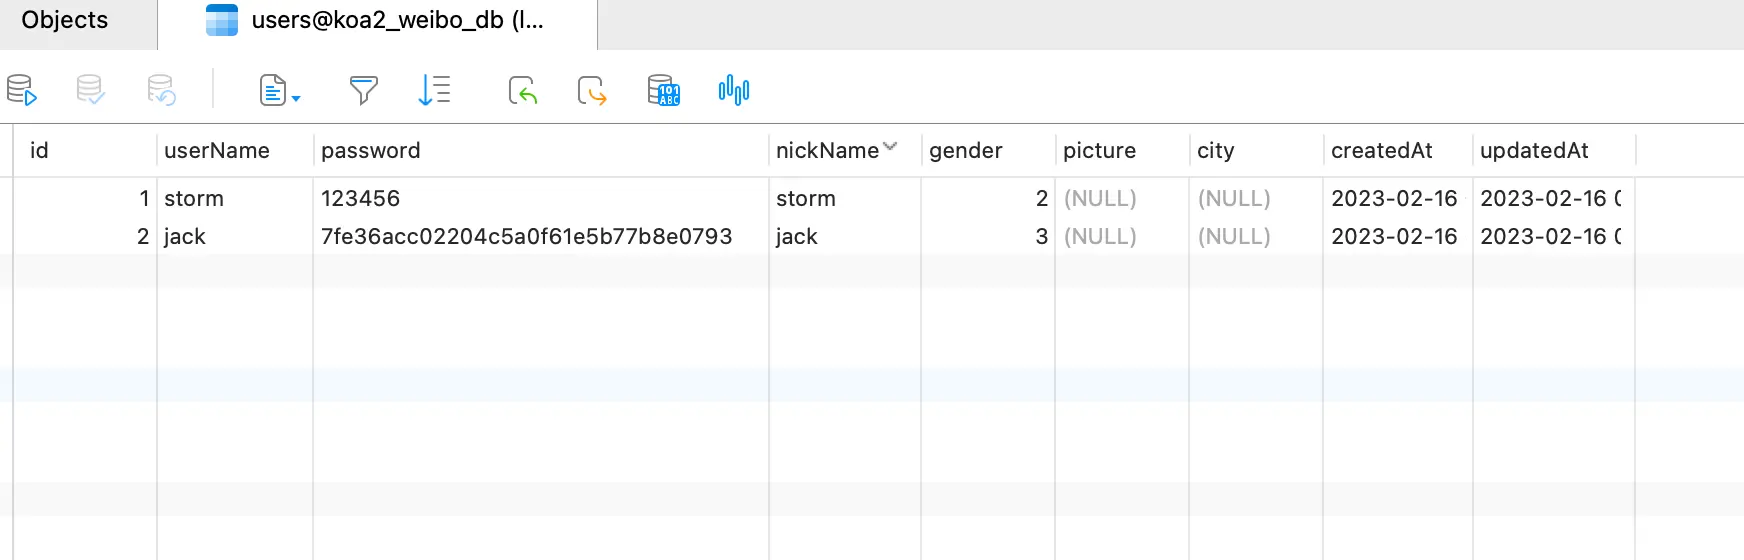 Objects users@koa2_weibo_db (l...
id userName password nickName gender picture city createdAt updatedAt
1 storm 123456 storm 2 (NULL) (NULL) 2023-02-16 2023-02-16 0
2 jack 7fe36acc02204c5a0f61e5b77b8e0793 jack 3 (NULL) (NULL) 2023-02-16 2023-02-16 0